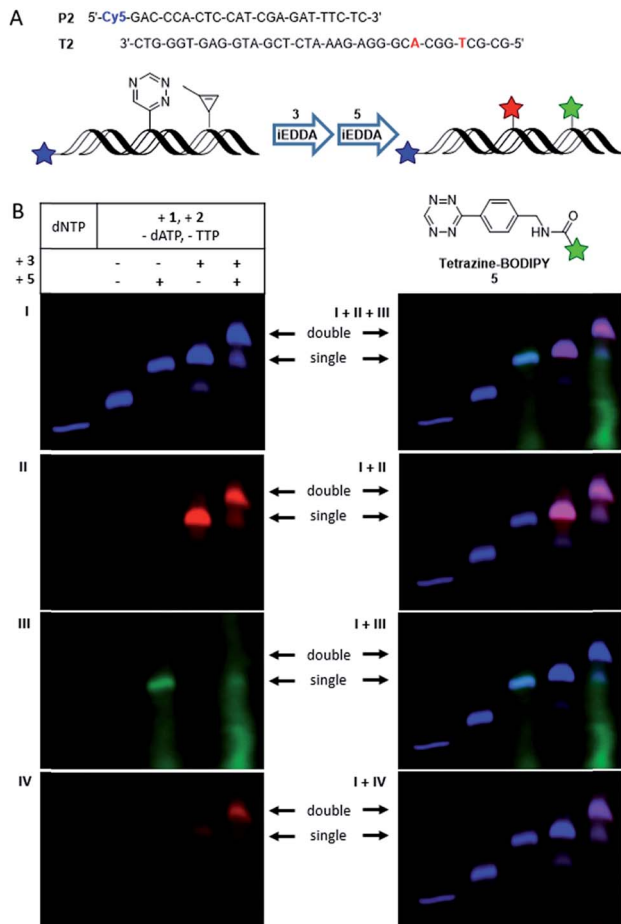 A
P2 5'-Cy5-GAC-CCA-CTC-CAT-CGA-GAT-TTC-TC-3'
T2 3'-CTG-GGT-GAG-GTA-GCT-CTA-AAG-AGG-GCA-CGG-TCG-CG-5'
N
N
N
3
iEDDA
5
iEDDA
B
dNTP
+ 1, + 2
- dATP, - TTP
+ 3 - - + +
+ 5 - + - +
N=N
N-N
NH
O
Tetrazine-BODIPY
5
I
I + II + III
double
single
II
I + II
double
single
III
I + III
double
single
IV
I + IV
double
single